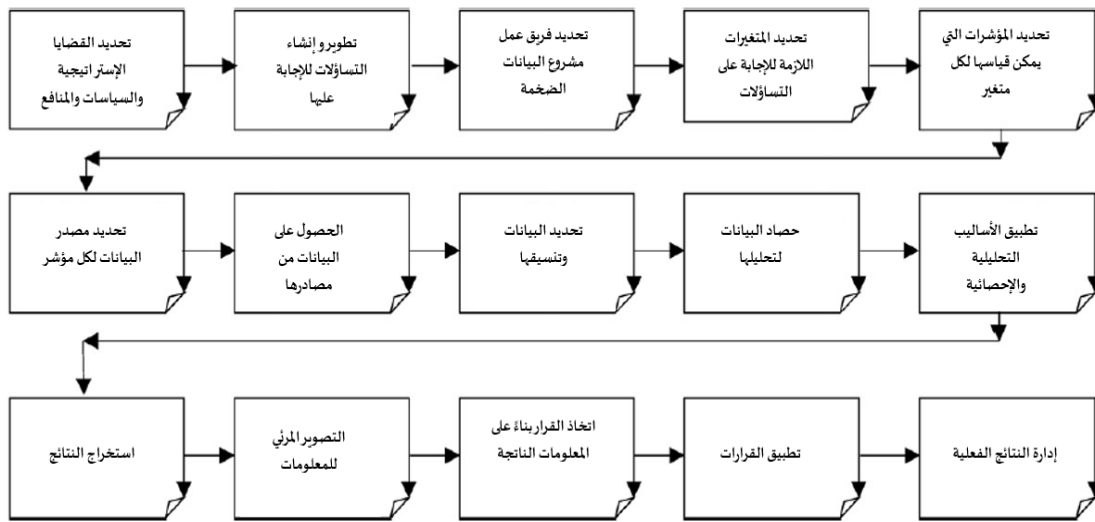 تحديد القضايا
الإستراتيجية
والسياسات والمنافع
تطوير و إنشاء
التساؤلات للإجابة
عليها
تحديد فريق عمل
مشروع البيانات
الضخمة
تحديد المتغيرات
اللازمة للإجابة على
التساؤلات
تحديد المؤشرات التي
يمكن قياسها لكل
متغير
تحديد مصدر
البيانات لكل مؤشر
الحصول على
البيانات من
مصادرها
تحديد البيانات
وتنسيقها
حصاد البيانات
لتحليلها
تطبيق الأساليب
التحليلية
والإحصائية
استخراج النتائج
التصوير المرئي
للمعلومات
اتخاذ القرار بناءً على
المعلومات الناتجة
تطبيق القرارات
إدارة النتائج الفعلية